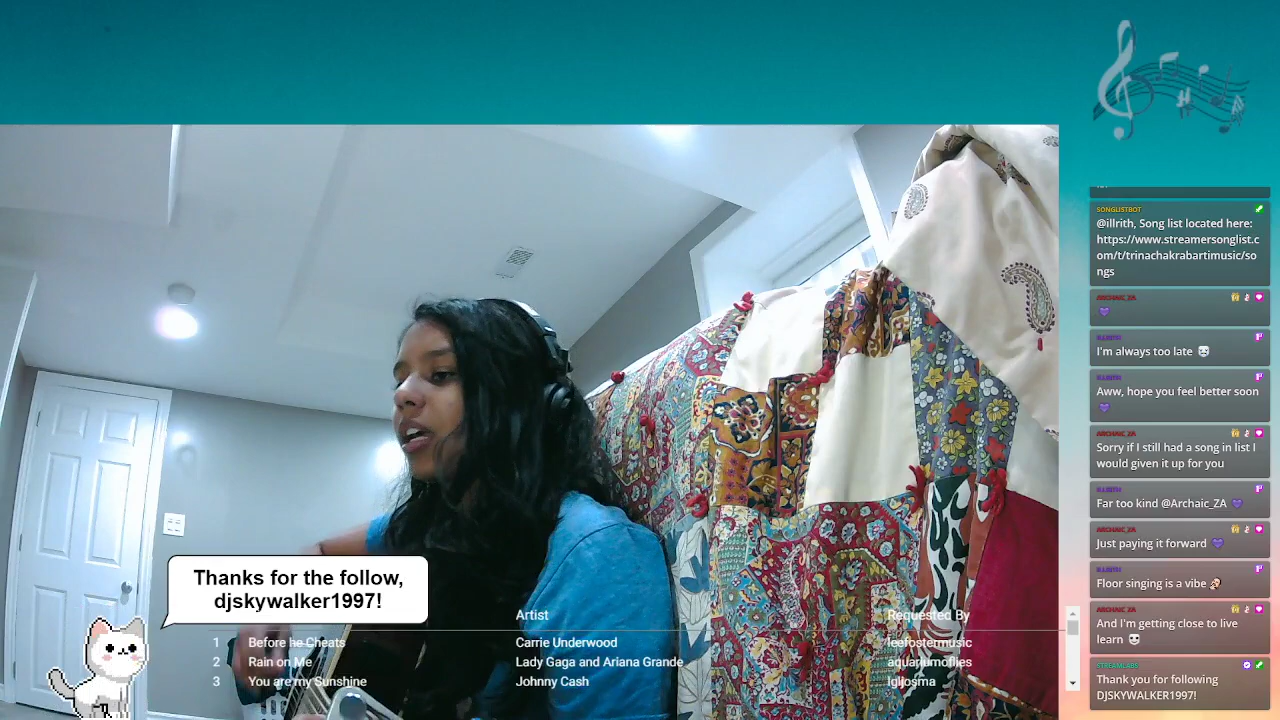 Thanks for the follow,
djskywalker1997!
Artist
Requested By
1 Before he Cheats Carrie Underwood leefostermusic
2 Rain on Me Lady Gaga and Ariana Grande aquariumoflies
3 You are my Sunshine Johnny Cash lgljosma
SONGLISTBOT
@illrith, Song list located here:
https://www.streamersonglist.c
om/t/trinachakrabartimusic/so
ngs
ARCHAIC_ZA
ILLRITH
I'm always too late
ILLRITH
Aww, hope you feel better soon
ARCHAIC_ZA
Sorry if I still had a song in list I
would given it up for you
ILLRITH
Far too kind @Archaic_ZA
ARCHAIC_ZA
Just paying it forward
ILLRITH
Floor singing is a vibe
ARCHAIC_ZA
And I'm getting close to live
learn
STREAMLABS
Thank you for following
DJSKYWALKER1997!